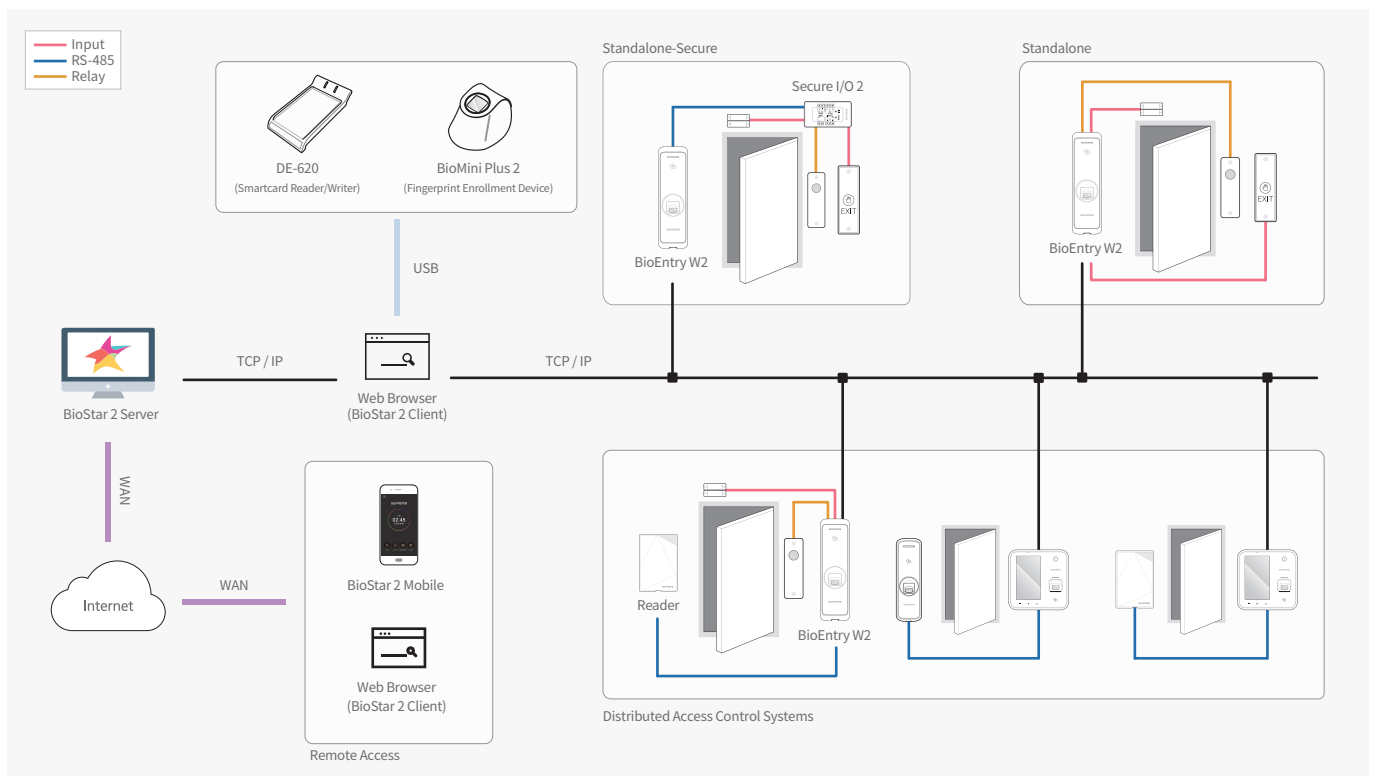 Input
RS-485
Relay
DE-620
(Smartcard Reader/Writer)
BioMini Plus 2
(Fingerprint Enrollment Device)
USB
Standalone-Secure
Secure I/O 2
EXIT
BioEntry W2
Standalone
EXIT
BioEntry W2
BioStar 2 Server
TCP / IP
Web Browser
(BioStar 2 Client)
TCP / IP
WAN
Internet
WAN
02:45
BioStar 2 Mobile
Web Browser
(BioStar 2 Client)
Remote Access
Reader
BioEntry W2
Distributed Access Control Systems